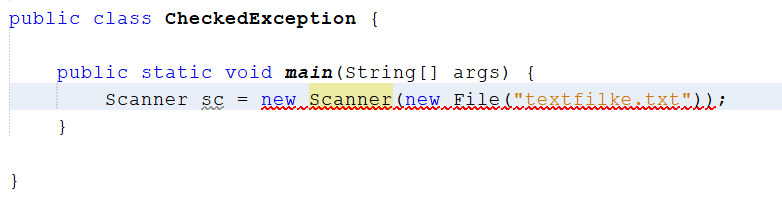 public class CheckedException {
public static void main(String[] args) {
Scanner sc = new Scanner(new File("textfilke.txt"));
}
}